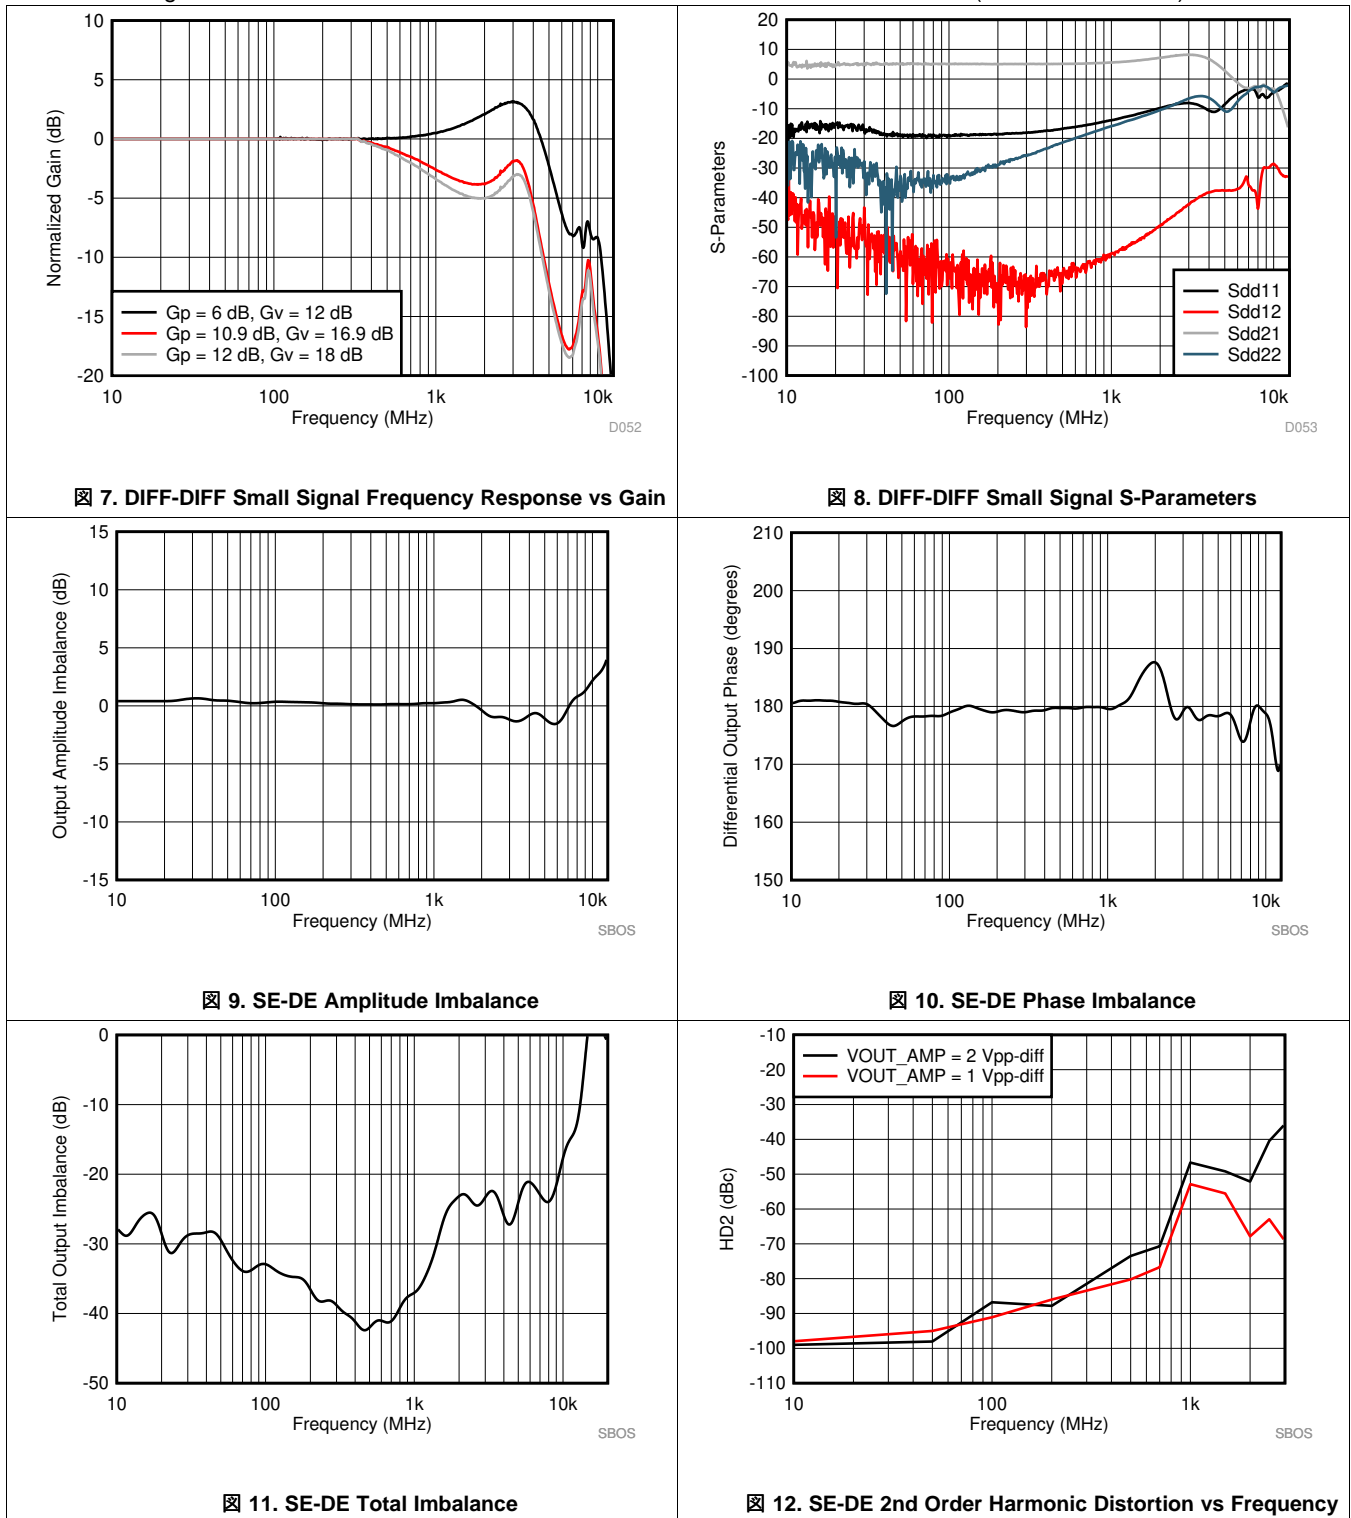 10
5
0
-5
-10
-15
-20
Normalized Gain (dB)
Gp = 6 dB, Gv = 12 dB
Gp = 10.9 dB, Gv = 16.9 dB
Gp = 12 dB, Gv = 18 dB
10 100 1k 10k
Frequency (MHz)
D052
図 7. DIFF-DIFF Small Signal Frequency Response vs Gain
20
10
0
-10
-20
-30
-40
-50
-60
-70
-80
-90
-100
S-Parameters
Sdd11
Sdd12
Sdd21
Sdd22
10 100 1k 10k
Frequency (MHz)
D053
図 8. DIFF-DIFF Small Signal S-Parameters
15
10
5
0
-5
-10
-15
Output Amplitude Imbalance (dB)
10 100 1k 10k
Frequency (MHz)
SBOS
図 9. SE-DE Amplitude Imbalance
210
200
190
180
170
160
150
Differential Output Phase (degrees)
10 100 1k 10k
Frequency (MHz)
SBOS
図 10. SE-DE Phase Imbalance
0
-10
-20
-30
-40
-50
Total Output Imbalance (dB)
10 100 1k 10k
Frequency (MHz)
SBOS
図 11. SE-DE Total Imbalance
-10
-20
-30
-40
-50
-60
-70
-80
-90
-100
-110
HD2 (dBc)
VOUT_AMP = 2 Vpp-diff
VOUT_AMP = 1 Vpp-diff
10 100 1k
Frequency (MHz)
SBOS
図 12. SE-DE 2nd Order Harmonic Distortion vs Frequency